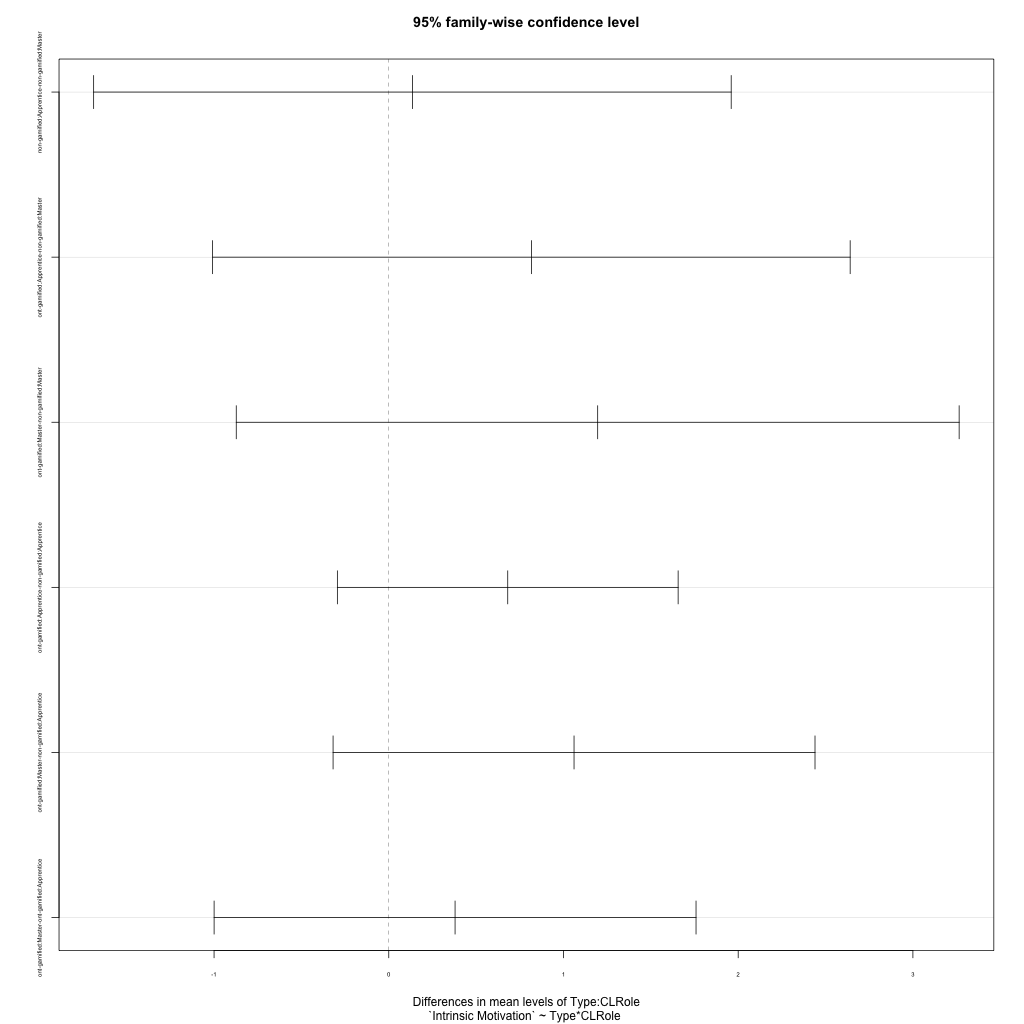 95% family-wise confidence level
non-gamified:Apprentice-non-gamified:Master
ont-gamified:Apprentice-non-gamified:Master
ont-gamified:Master-non-gamified:Master
ont-gamified:Apprentice-non-gamified:Apprentice
ont-gamified:Master-non-gamified:Apprentice
ont-gamified:Master-ont-gamified:Apprentice
-1 0 1 2 3
Differences in mean levels of Type:CLRole
`Intrinsic Motivation` ~ Type*CLRole